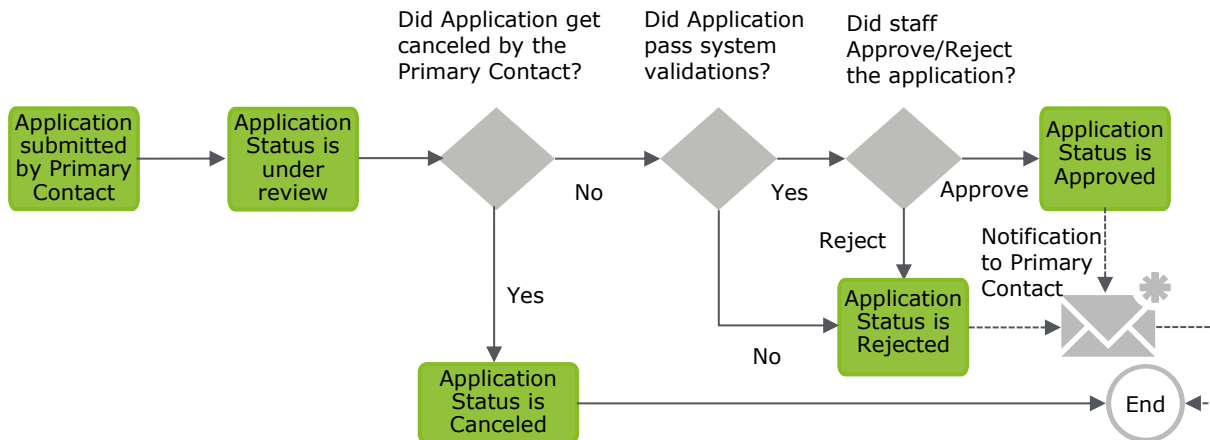 Did Application get
canceled by the
Primary Contact?
Did Application
pass system
validations?
Did staff
Approve/Reject
the application?
Application
submitted
by Primary
Contact
Application
Status is
under
review
No
Yes
Approve
Application
Status is
Approved
Yes
No
Reject
Application
Status is
Rejected
Notification
to Primary
Contact
Application
Status is
Canceled
End